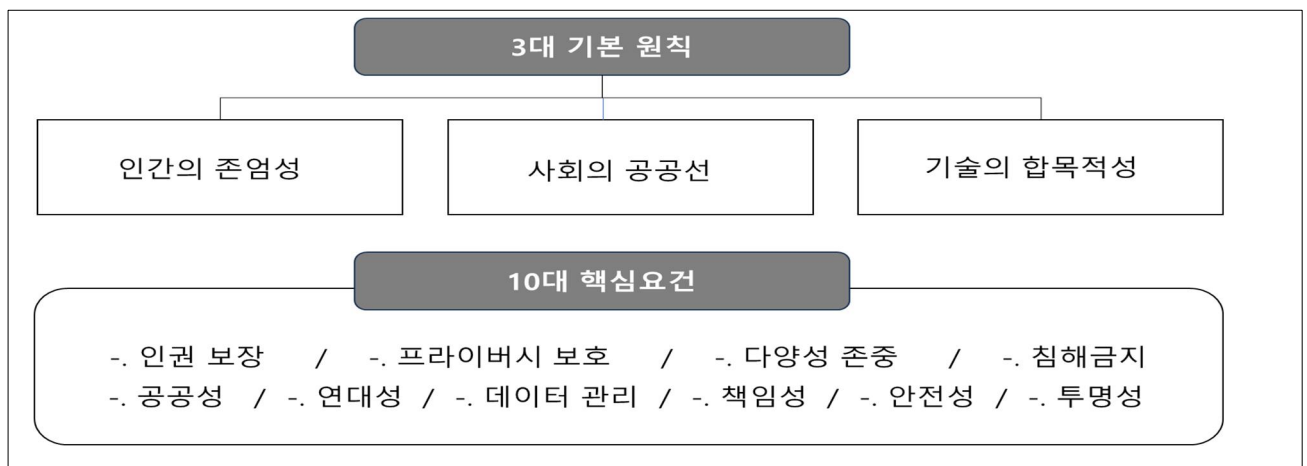 3대 기본 원칙
인간의 존엄성
사회의 공공선
기술의 합목적성
10대 핵심요건
-. 인권 보장 / -. 프라이버시 보호 / -. 다양성 존중 / -. 침해금지
-. 공공성 / -. 연대성 / -. 데이터 관리 / -. 책임성 / -. 안전성 / -. 투명성